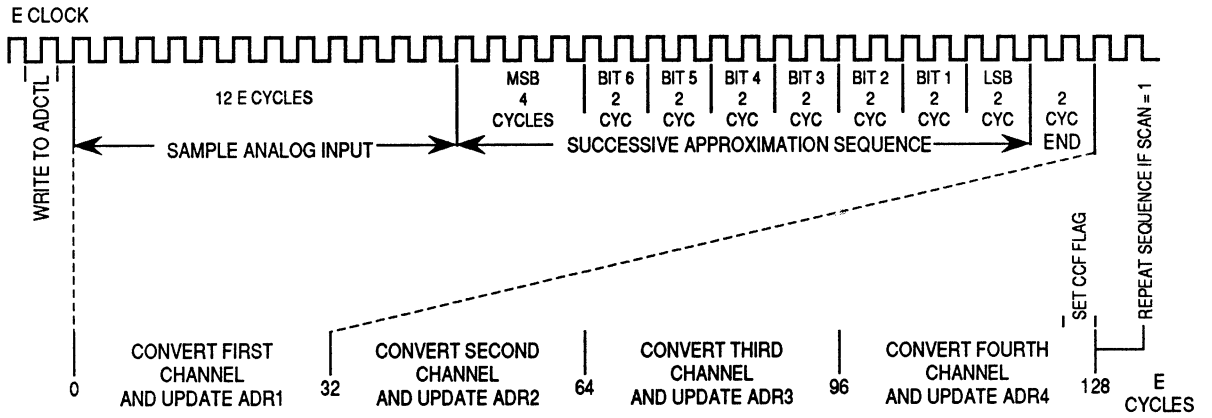 E CLOCK
WRITE TO ADCTL
12 E CYCLES
SAMPLE ANALOG INPUT
MSB
4
CYCLES
BIT 6
2
CYC
BIT 5
2
CYC
BIT 4
2
CYC
BIT 3
2
CYC
BIT 2
2
CYC
BIT 1
2
CYC
LSB
2
CYC
2
CYC
END
SUCCESSIVE APPROXIMATION SEQUENCE
SET CCF FLAG
REPEAT SEQUENCE IF SCAN = 1
CONVERT FIRST
CHANNEL
AND UPDATE ADR1
CONVERT SECOND
CHANNEL
AND UPDATE ADR2
CONVERT THIRD
CHANNEL
AND UPDATE ADR3
CONVERT FOURTH
CHANNEL
AND UPDATE ADR4
0
32
64
96
128
E
CYCLES